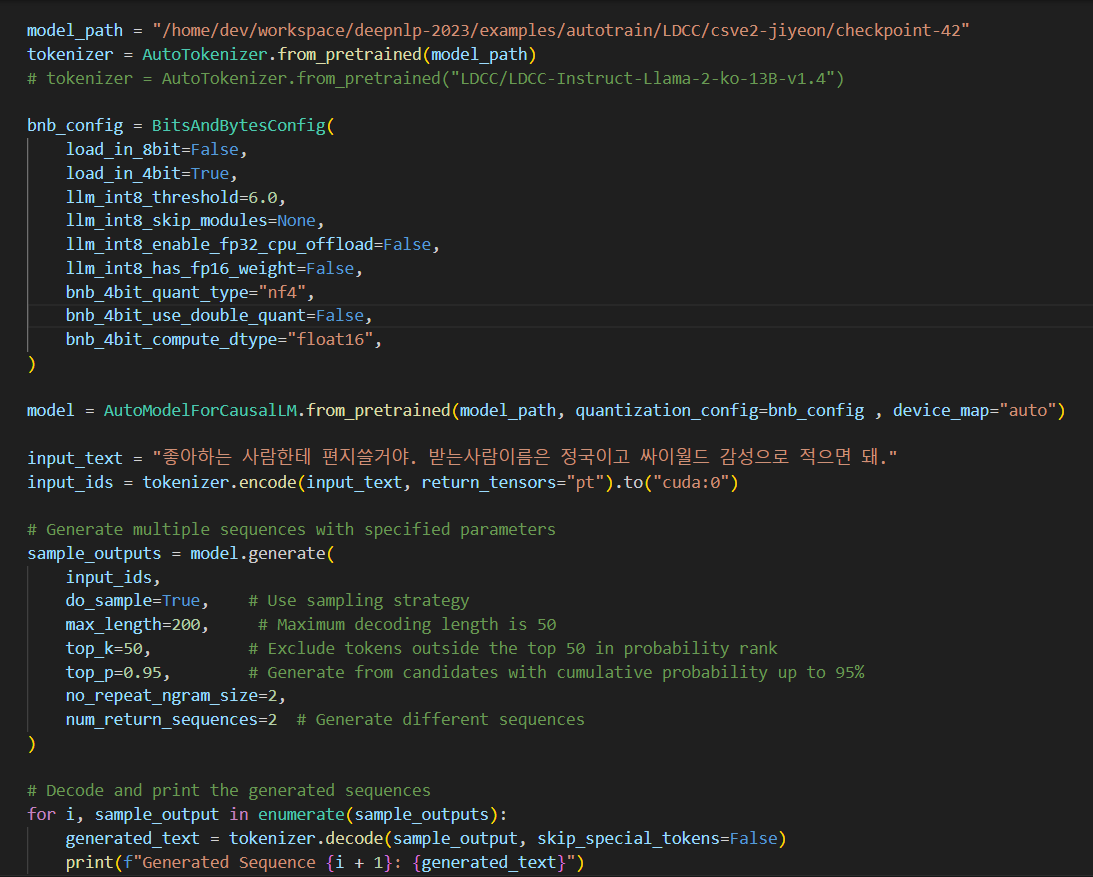 model_path = "/home/dev/workspace/deepnlp-2023/examples/autotrain/LDCC/csve2-jiyeon/checkpoint-42"
tokenizer = AutoTokenizer.from_pretrained(model_path)
# tokenizer = AutoTokenizer.from_pretrained("LDCC/LDCC-Instruct-Llama-2-ko-13B-v1.4")
bnb_config = BitsAndBytesConfig(
    load_in_8bit=False,
    load_in_4bit=True,
    llm_int8_threshold=6.0,
    llm_int8_skip_modules=None,
    llm_int8_enable_fp32_cpu_offload=False,
    llm_int8_has_fp16_weight=False,
    bnb_4bit_quant_type="nf4",
    bnb_4bit_use_double_quant=False,
    bnb_4bit_compute_dtype="float16",
)
model = AutoModelForCausalLM.from_pretrained(model_path, quantization_config=bnb_config , device_map="auto")
input_text = "좋아하는 사람한테 편지쓸거야. 받는사람이름은 정국이고 싸이월드 감성으로 적으면 돼."
input_ids = tokenizer.encode(input_text, return_tensors="pt").to("cuda:0")
# Generate multiple sequences with specified parameters
sample_outputs = model.generate(
    input_ids,
    do_sample=True,    # Use sampling strategy
    max_length=200,     # Maximum decoding length is 50
    top_k=50,          # Exclude tokens outside the top 50 in probability rank
    top_p=0.95,        # Generate from candidates with cumulative probability up to 95%
    no_repeat_ngram_size=2,
    num_return_sequences=2  # Generate different sequences
)
# Decode and print the generated sequences
for i, sample_output in enumerate(sample_outputs):
    generated_text = tokenizer.decode(sample_output, skip_special_tokens=False)
    print(f"Generated Sequence {i + 1}: {generated_text}")